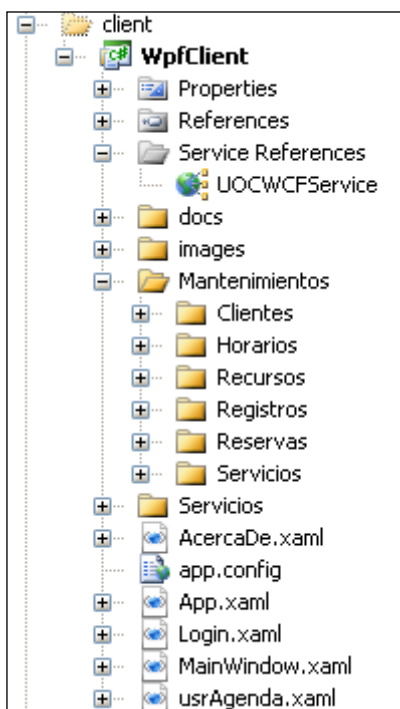 client
WpfClient
Properties
References
Service References
UOCWCFService
docs
images
Mantenimientos
Clientes
Horarios
Recursos
Registros
Reservas
Servicios
Servicios
AcercaDe.xaml
app.config
App.xaml
Login.xaml
MainWindow.xaml
usrAgenda.xaml